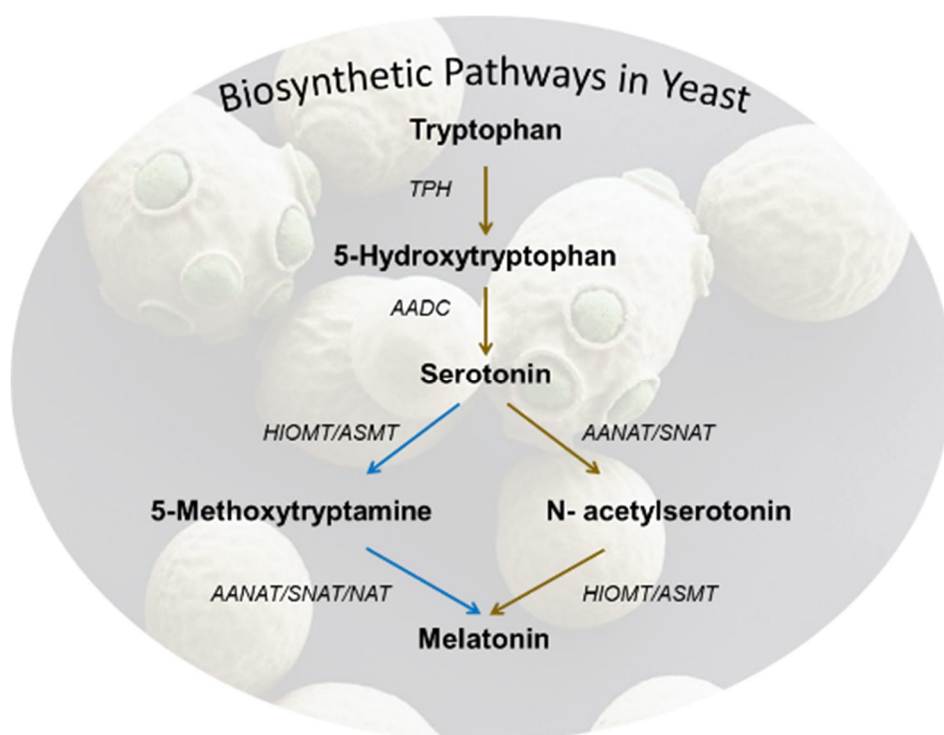 Biosynthetic Pathways in Yeast
Tryptophan
TPH
5-Hydroxytryptophan
AADC
Serotonin
HIOMT/ASMT
AANAT/SNAT
5-Methoxytryptamine
N- acetylserotonin
AANAT/SNAT/NAT
HIOMT/ASMT
Melatonin